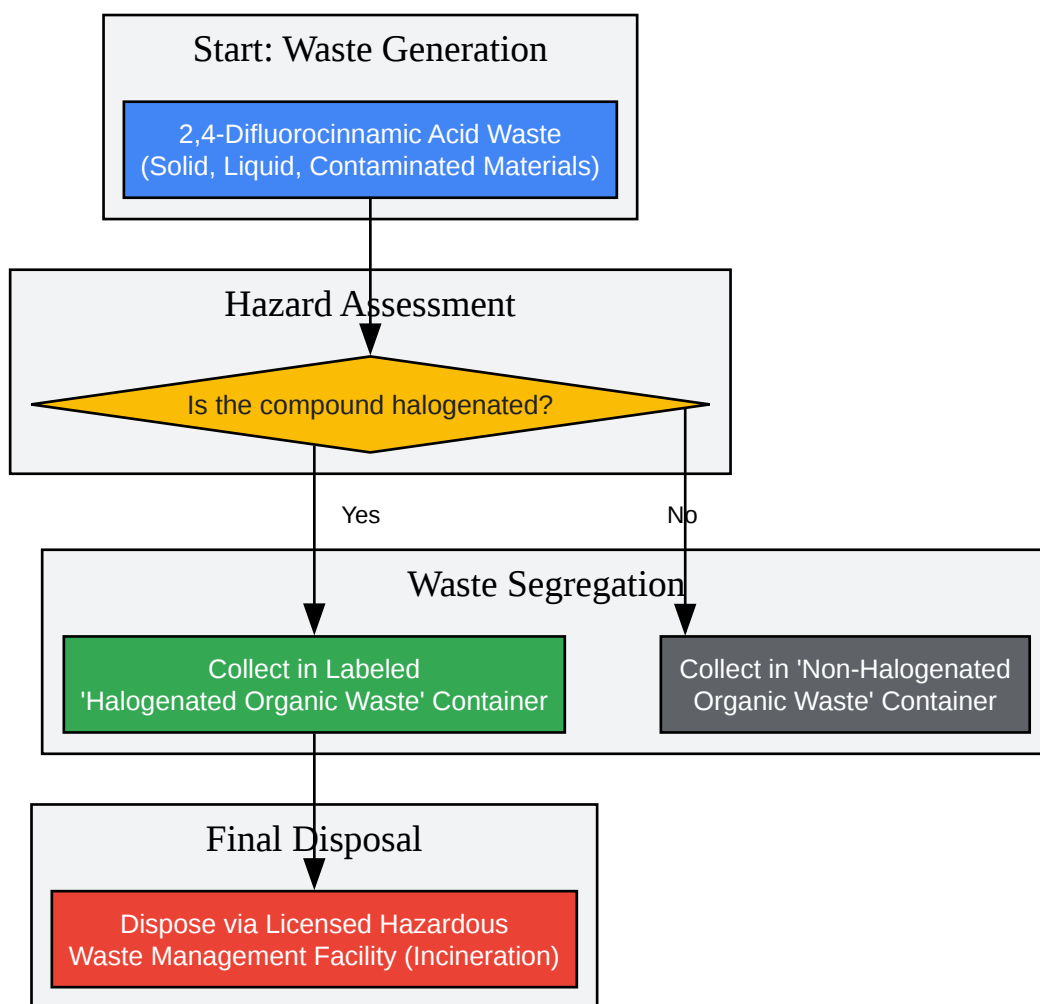 Start: Waste Generation
2,4-Difluorocinnamic Acid Waste
(Solid, Liquid, Contaminated Materials)
Hazard Assessment
Is the compound halogenated?
Yes
No
Waste Segregation
Collect in Labeled
'Halogenated Organic Waste' Container
Collect in 'Non-Halogenated
Organic Waste' Container
Final Disposal
Dispose via Licensed Hazardous
Waste Management Facility (Incineration)